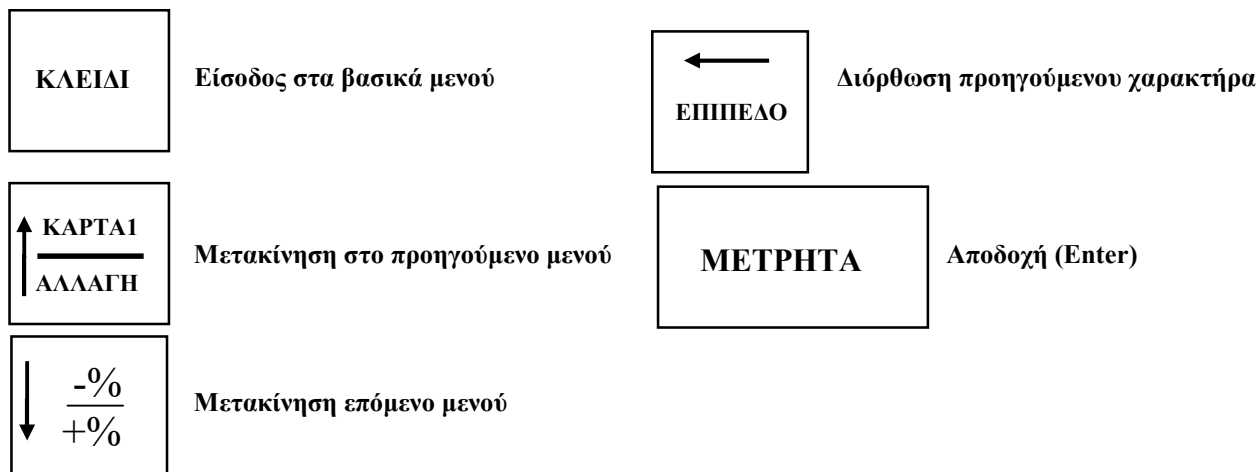 ΚΛΕΙΔΙ
Είσοδος στα βασικά μενού
ΕΠΙΠΕΔΟ
Διόρθωση προηγούμενου χαρακτήρα
ΚΑΡΤΑ1
ΑΛΛΑΓΗ
Μετακίνηση στο προηγούμενο μενού
ΜΕΤΡΗΤΑ
Αποδοχή (Enter)
-%
+%
Μετακίνηση επόμενο μενού